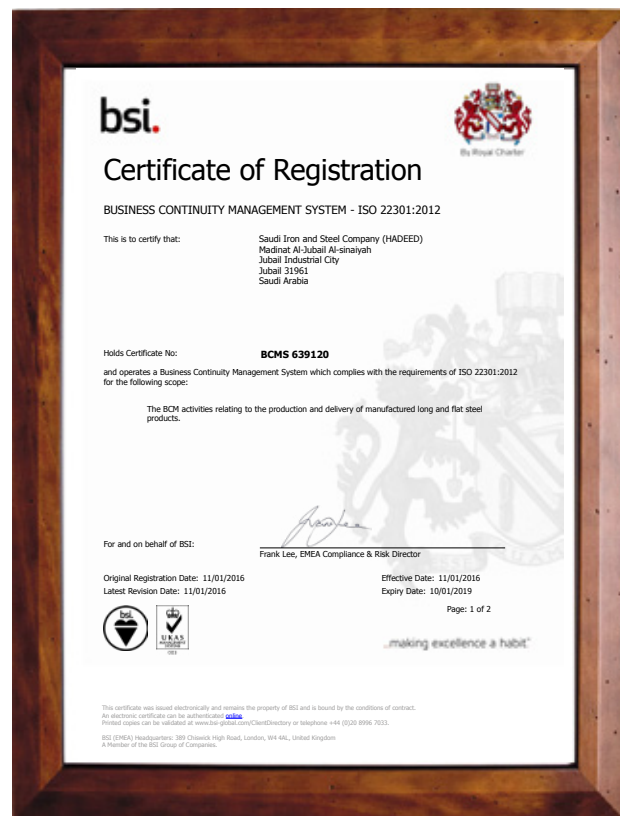 bsi.
By Royal Charter
Certificate of Registration
BUSINESS CONTINUITY MANAGEMENT SYSTEM - ISO 22301:2012
This is to certify that:
Saudi Iron and Steel Company (HADEED)
Madinat Al-Jubail Al-sinaiyah
Jubail Industrial City
Jubail 31961
Saudi Arabia
Holds Certificate No:
BCMS 639120
and operates a Business Continuity Management System which complies with the requirements of ISO 22301:2012
for the following scope:
The BCM activities relating to the production and delivery of manufactured long and flat steel
products.
For and on behalf of BSI:
Frank Lee, EMEA Compliance & Risk Director
Original Registration Date: 11/01/2016
Effective Date: 11/01/2016
Latest Revision Date: 11/01/2016
Expiry Date: 10/01/2019
Page: 1 of 2
bsi.
UKAS
MANAGEMENT
SYSTEMS
...making excellence a habit.™
This certificate was issued electronically and remains the property of BSI and is bound by the conditions of contract.
An electronic certificate can be authenticated online.
Printed copies can be validated at www.bsi-global.com/ClientDirectory or telephone +44 (0)20 8996 7033.
BSI (EMEA) Headquarters: 389 Chiswick High Road, London, W4 4AL, United Kingdom
A Member of the BSI Group of Companies.